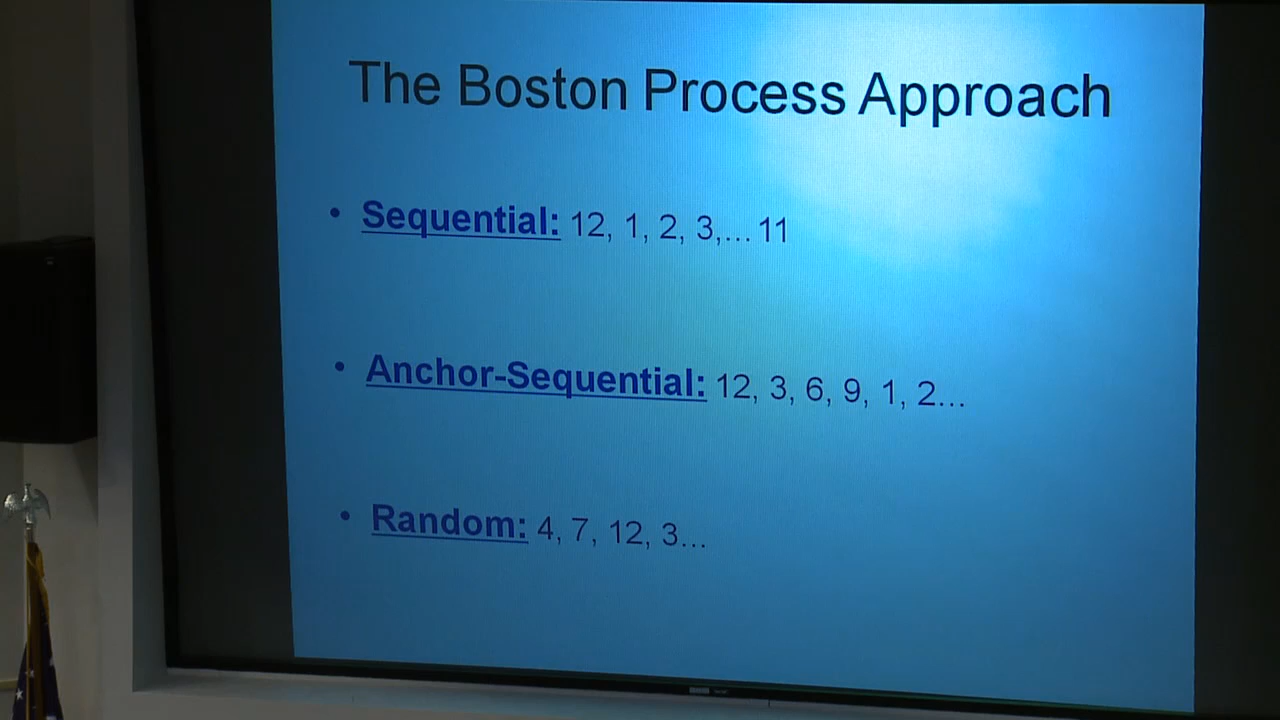 The Boston Process Approach
• Sequential: 12, 1, 2, 3,... 11
• Anchor-Sequential: 12, 3, 6, 9, 1, 2...
• Random: 4, 7, 12, 3...